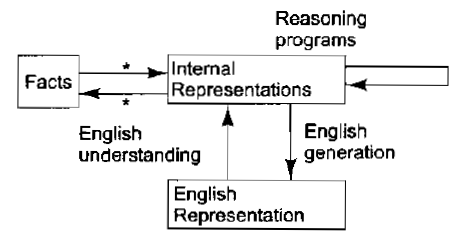 Reasoning
programs
*
Facts
Internal
Representations
*
English
understanding
English
generation
English
Representation